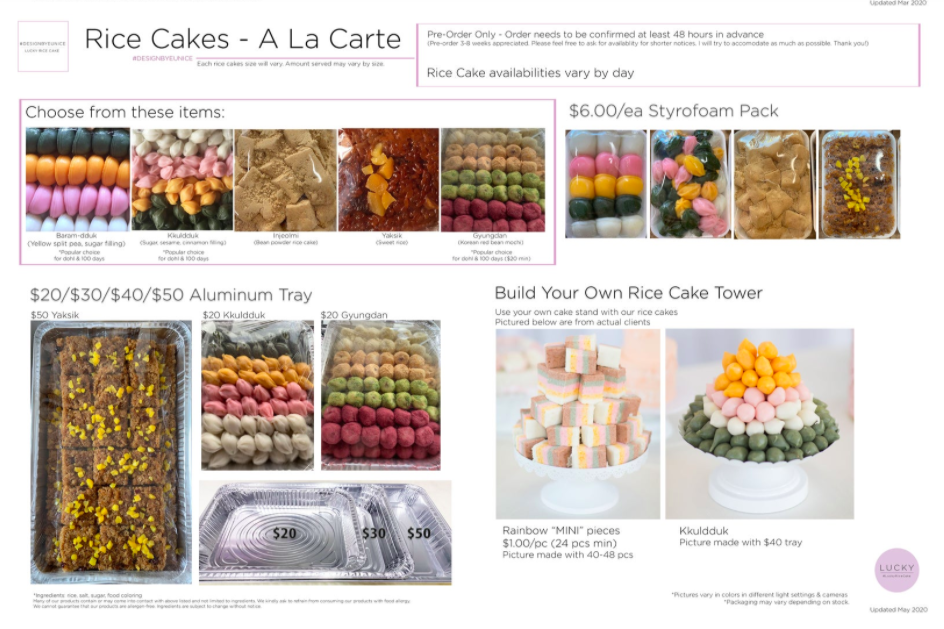 Updated Mar 2020
#DESIGNBYEUNICE
LUCKY RICE CAKE
Rice Cakes - A La Carte
#DESIGNBYEUNICE
Each rice cakes size will vary. Amount served may vary by size.
Pre-Order Only - Order needs to be confirmed at least 48 hours in advance
(Pre-order 3-8 weeks appreciated. Please feel free to ask for availability for shorter notices. I will try to accomodate as much as possible. Thank you!)
Rice Cake availabilities vary by day
Choose from these items:
Baram-dduk
(Yellow split pea, sugar filling)
*Popular choice
for dohl & 100 days
Kkuldduk
(Sugar, sesame, cinnamon filling)
*Popular choice
for dohl & 100 days
Injeolmi
(Bean powder rice cake)
Yaksik
(Sweet rice)
Gyungdan
(Korean red bean mochi)
*Popular choice
for dohl & 100 days ($20 min)
$6.00/ea Styrofoam Pack
$20/$30/$40/$50 Aluminum Tray
$50 Yaksik
$20 Kkuldduk
$20 Gyungdan
$20
$30
$50
Build Your Own Rice Cake Tower
Use your own cake stand with our rice cakes
Pictured below are from actual clients
Rainbow "MINI" pieces
$1.00/pc (24 pcs min)
Picture made with 40-48 pcs
Kkuldduk
Picture made with $40 tray
LUCKY
*Ingredients: rice, salt, sugar, food coloring
Many of our products contain or may come into contact with above listed and not limited to ingredients. We kindly ask to refrain from consuming our products with food allergy.
We cannot guarantee that our products are allergen-free. Ingredients are subject to change without notice.
*Pictures vary in colors in different light settings & cameras
*Packaging may vary depending on stock.
Updated May 2020